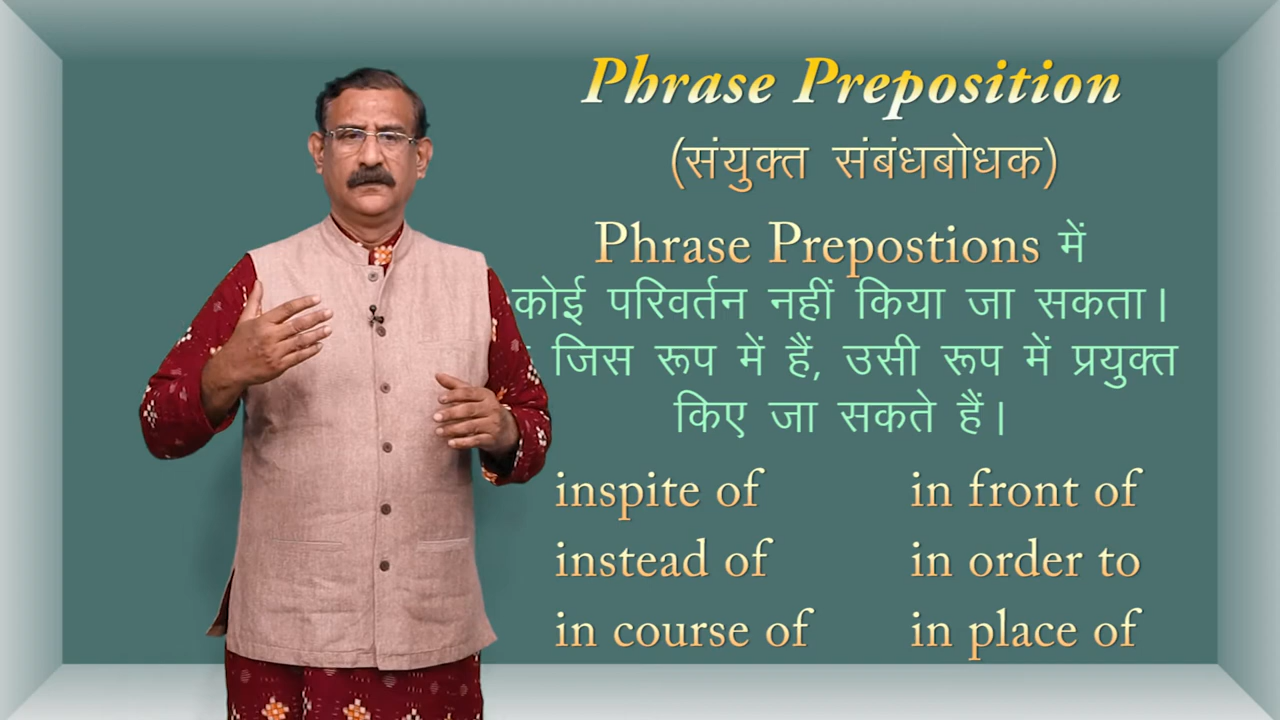 Phrase Preposition
(संयुक्त संबंधबोधक)
Phrase Prepostions में
कोई परिवर्तन नहीं किया जा सकता।
जिस रूप में हैं, उसी रूप में प्रयुक्त
किए जा सकते हैं।
inspite of in front of
instead of in order to
in course of in place of